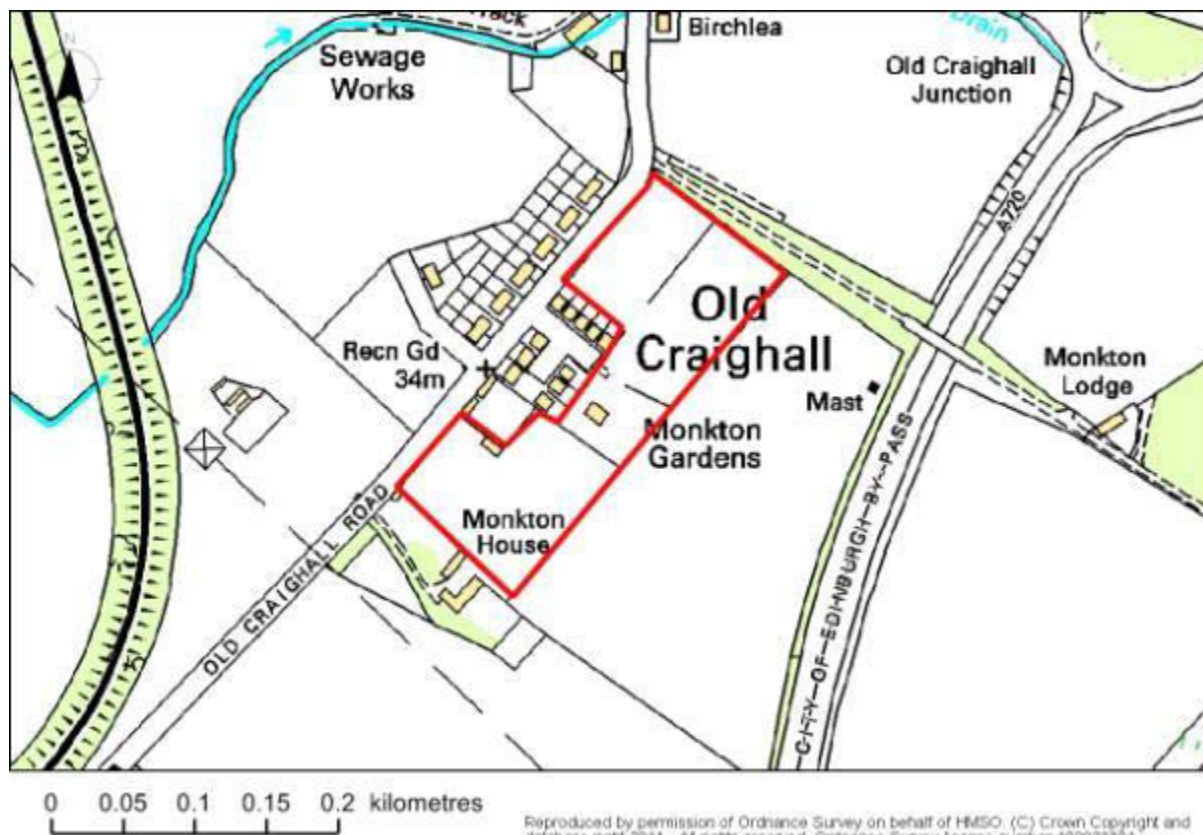 Track
Birchlea
Drain
Sewage
Works
Old Craighall
Junction
N
A720
Old
Craighall
Recn Gd
34m
Monkton
Lodge
Mast
Monkton
Gardens
Monkton
House
OLD CRAIGHALL ROAD
CITY OF EDINBURGH BY-PASS
0 0.05 0.1 0.15 0.2 kilometres
Reproduced by permission of Ordnance Survey on behalf of HMSO. (C) Crown Copyright and